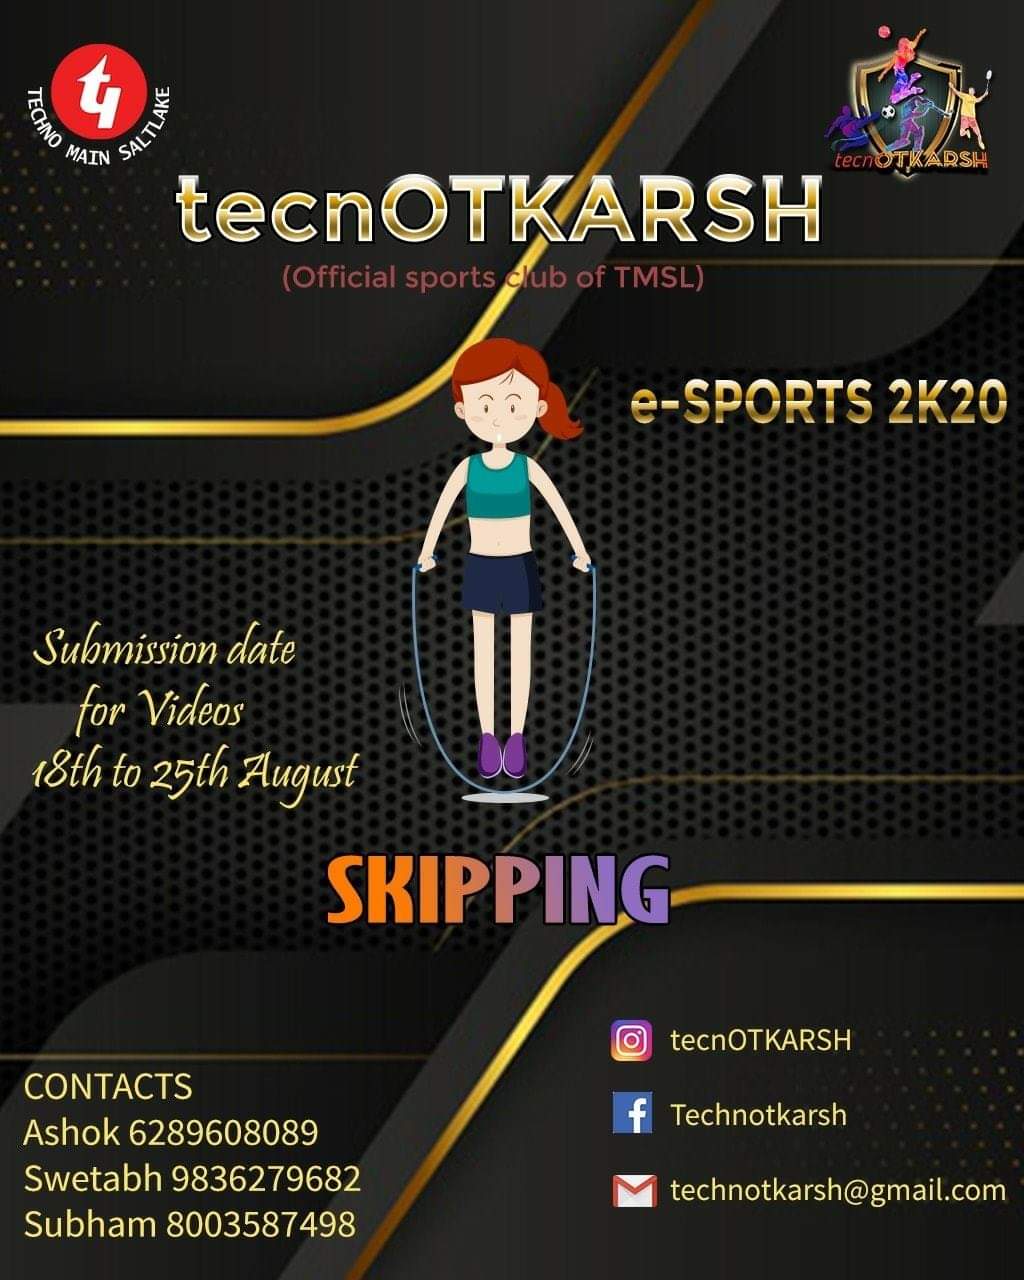 TECHNO MAIN SALTLAKE
tecnOTKARSH
tecnOTKARSH
(Official sports club of TMSL)
e-SPORTS 2K20
Submission date
for Videos
18th to 25th August
SKIPPING
CONTACTS
Ashok 6289608089
Swetabh 9836279682
Subham 8003587498
tecnOTKARSH
Technotkarsh
technotkarsh@gmail.com